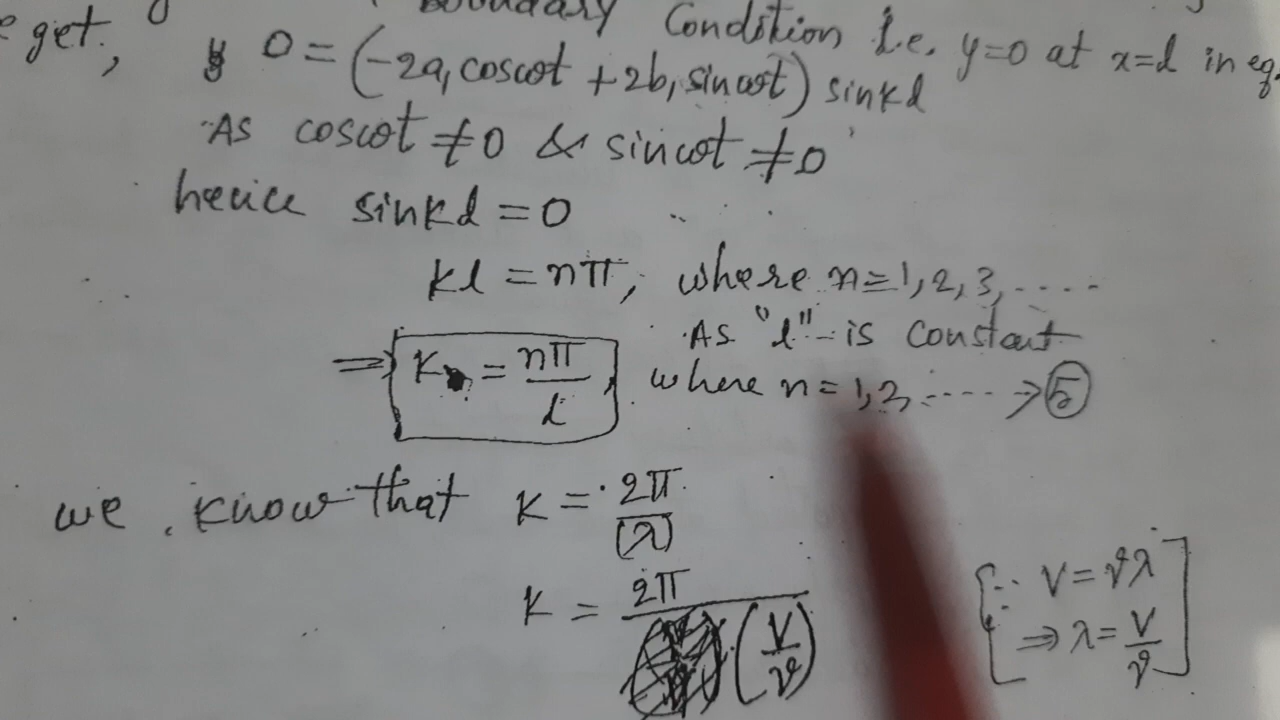 Boundary Condition i.e. y=0 at x=l in eq.
e get,
0 = (-2a, cosωt + 2b, sinωt) sinkl
As cosωt ≠ 0 & sinωt ≠ 0
hence sinkl = 0
kl = nπ, where n=1,2,3, ....
As "l" is constant
⇒ K = nπ/l, where n=1,2, ..... → ⑤
we know that K = 2π/(λ)
K = 2π/(V/ν)
[∵ V=νλ
⇒ λ = V/ν]